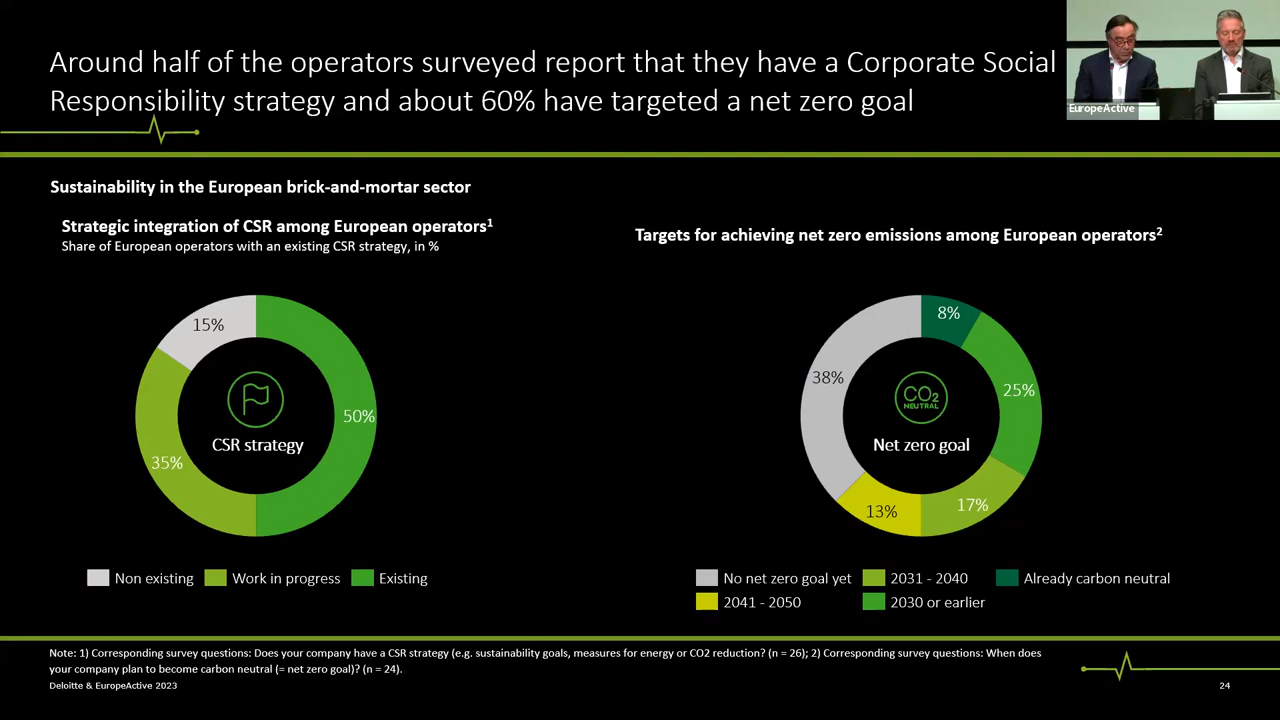 Around half of the operators surveyed report that they have a Corporate Social
Responsibility strategy and about 60% have targeted a net zero goal
EuropeActive
Sustainability in the European brick-and-mortar sector
Strategic integration of CSR among European operators1
Share of European operators with an existing CSR strategy, in %
15%
50%
35%
CSR strategy
Non existing
Work in progress
Existing
Targets for achieving net zero emissions among European operators2
8%
38%
25%
CO2
NEUTRAL
Net zero goal
17%
13%
No net zero goal yet
2031 - 2040
Already carbon neutral
2041 - 2050
2030 or earlier
Note: 1) Corresponding survey questions: Does your company have a CSR strategy (e.g. sustainability goals, measures for energy or CO2 reduction? (n = 26); 2) Corresponding survey questions: When does
your company plan to become carbon neutral (= net zero goal)? (n = 24).
Deloitte & EuropeActive 2023
24